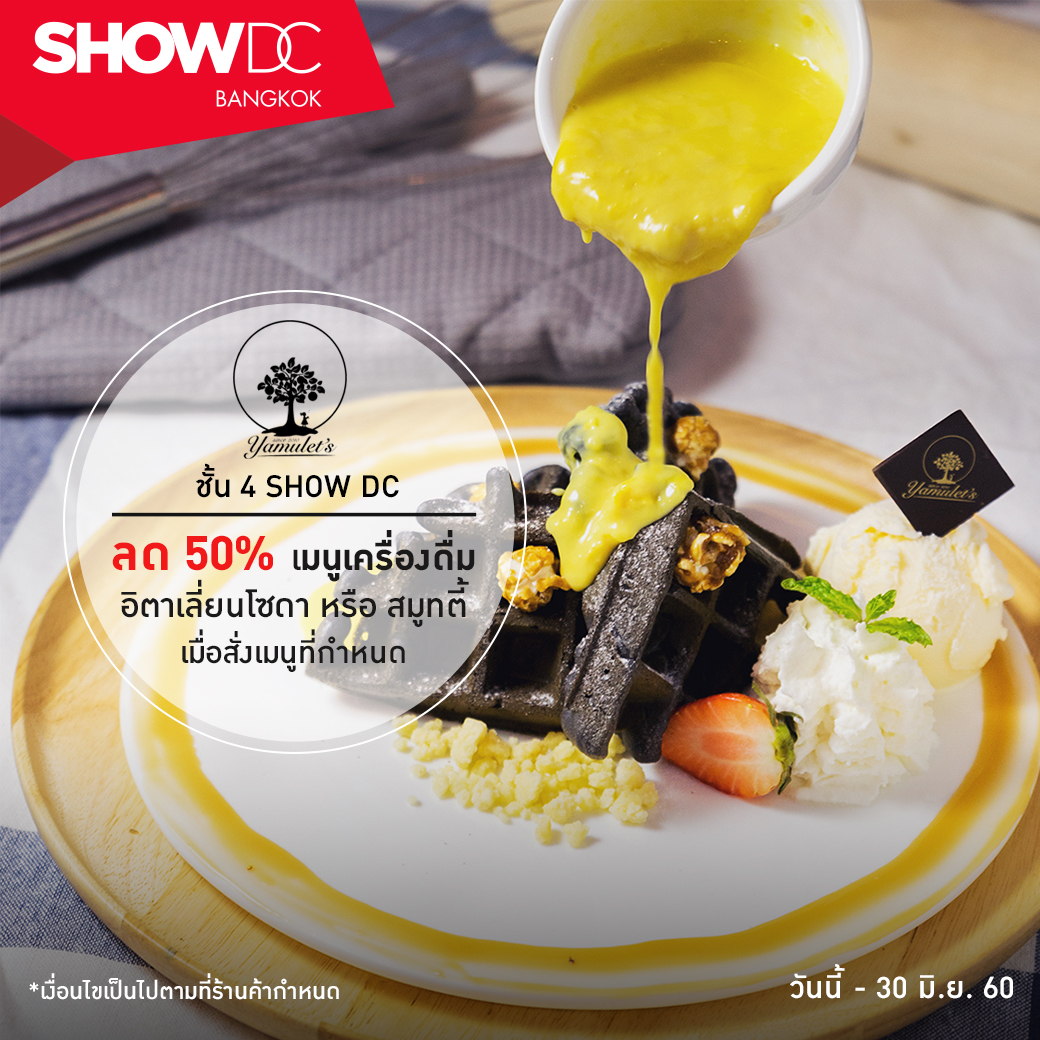 SHOWDC
BANGKOK
SINCE 2010
Yamulet's
ชั้น 4 SHOW DC
ลด 50% เมนูเครื่องดื่ม
อิตาเลี่ยนโซดา หรือ สมูทตี้
เมื่อสั่งเมนูที่กำหนด
Yamulet's
*เงื่อนไขเป็นไปตามที่ร้านค้ากำหนด
วันนี้ - 30 มิ.ย. 60